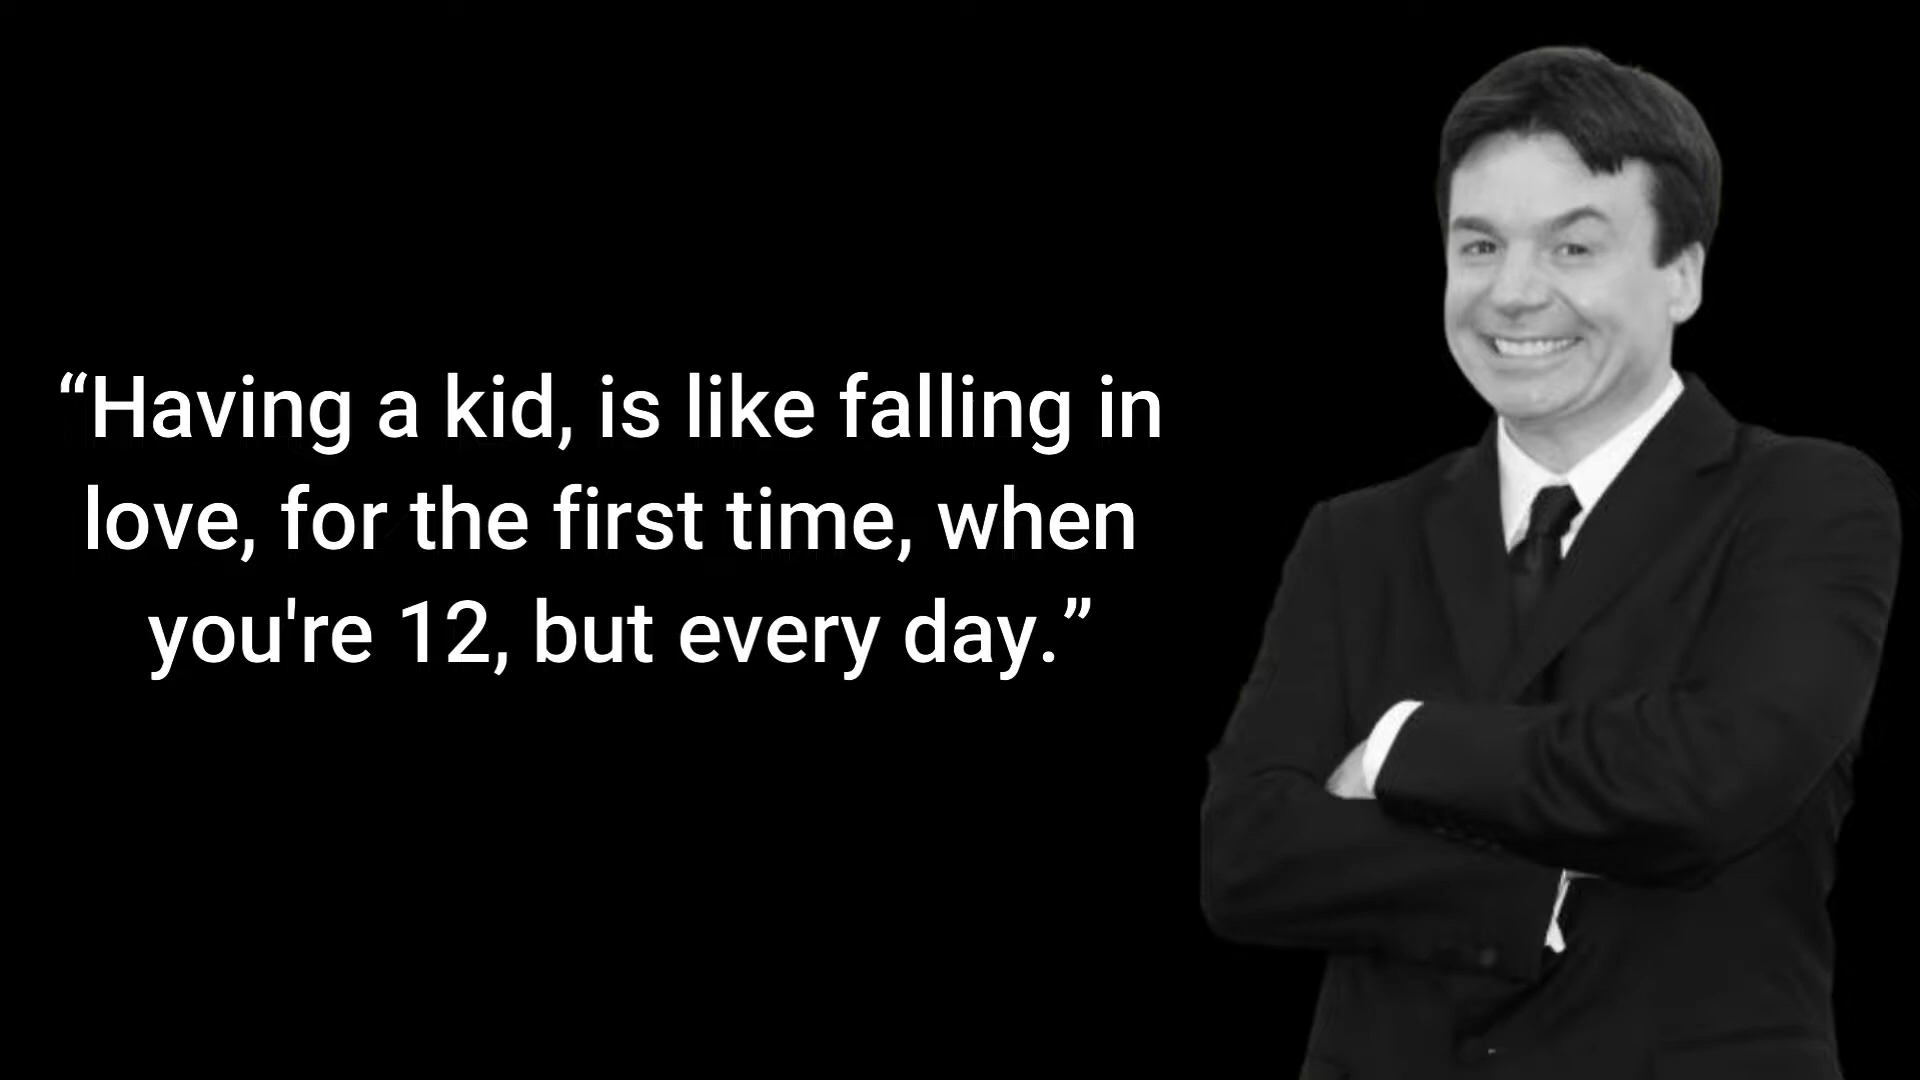 “Having a kid, is like falling in
love, for the first time, when
you're 12, but every day.”